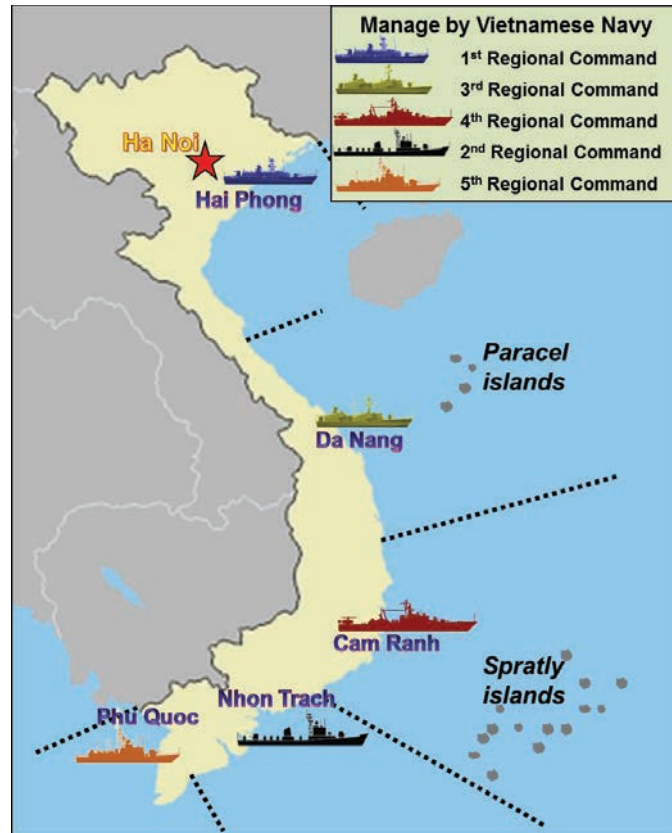 Manage by Vietnamese Navy
1st Regional Command
3rd Regional Command
4th Regional Command
2nd Regional Command
5th Regional Command
Ha Noi
Hai Phong
Paracel
islands
Da Nang
Cam Ranh
Spratly
islands
Nhon Trach
Phu Quoc